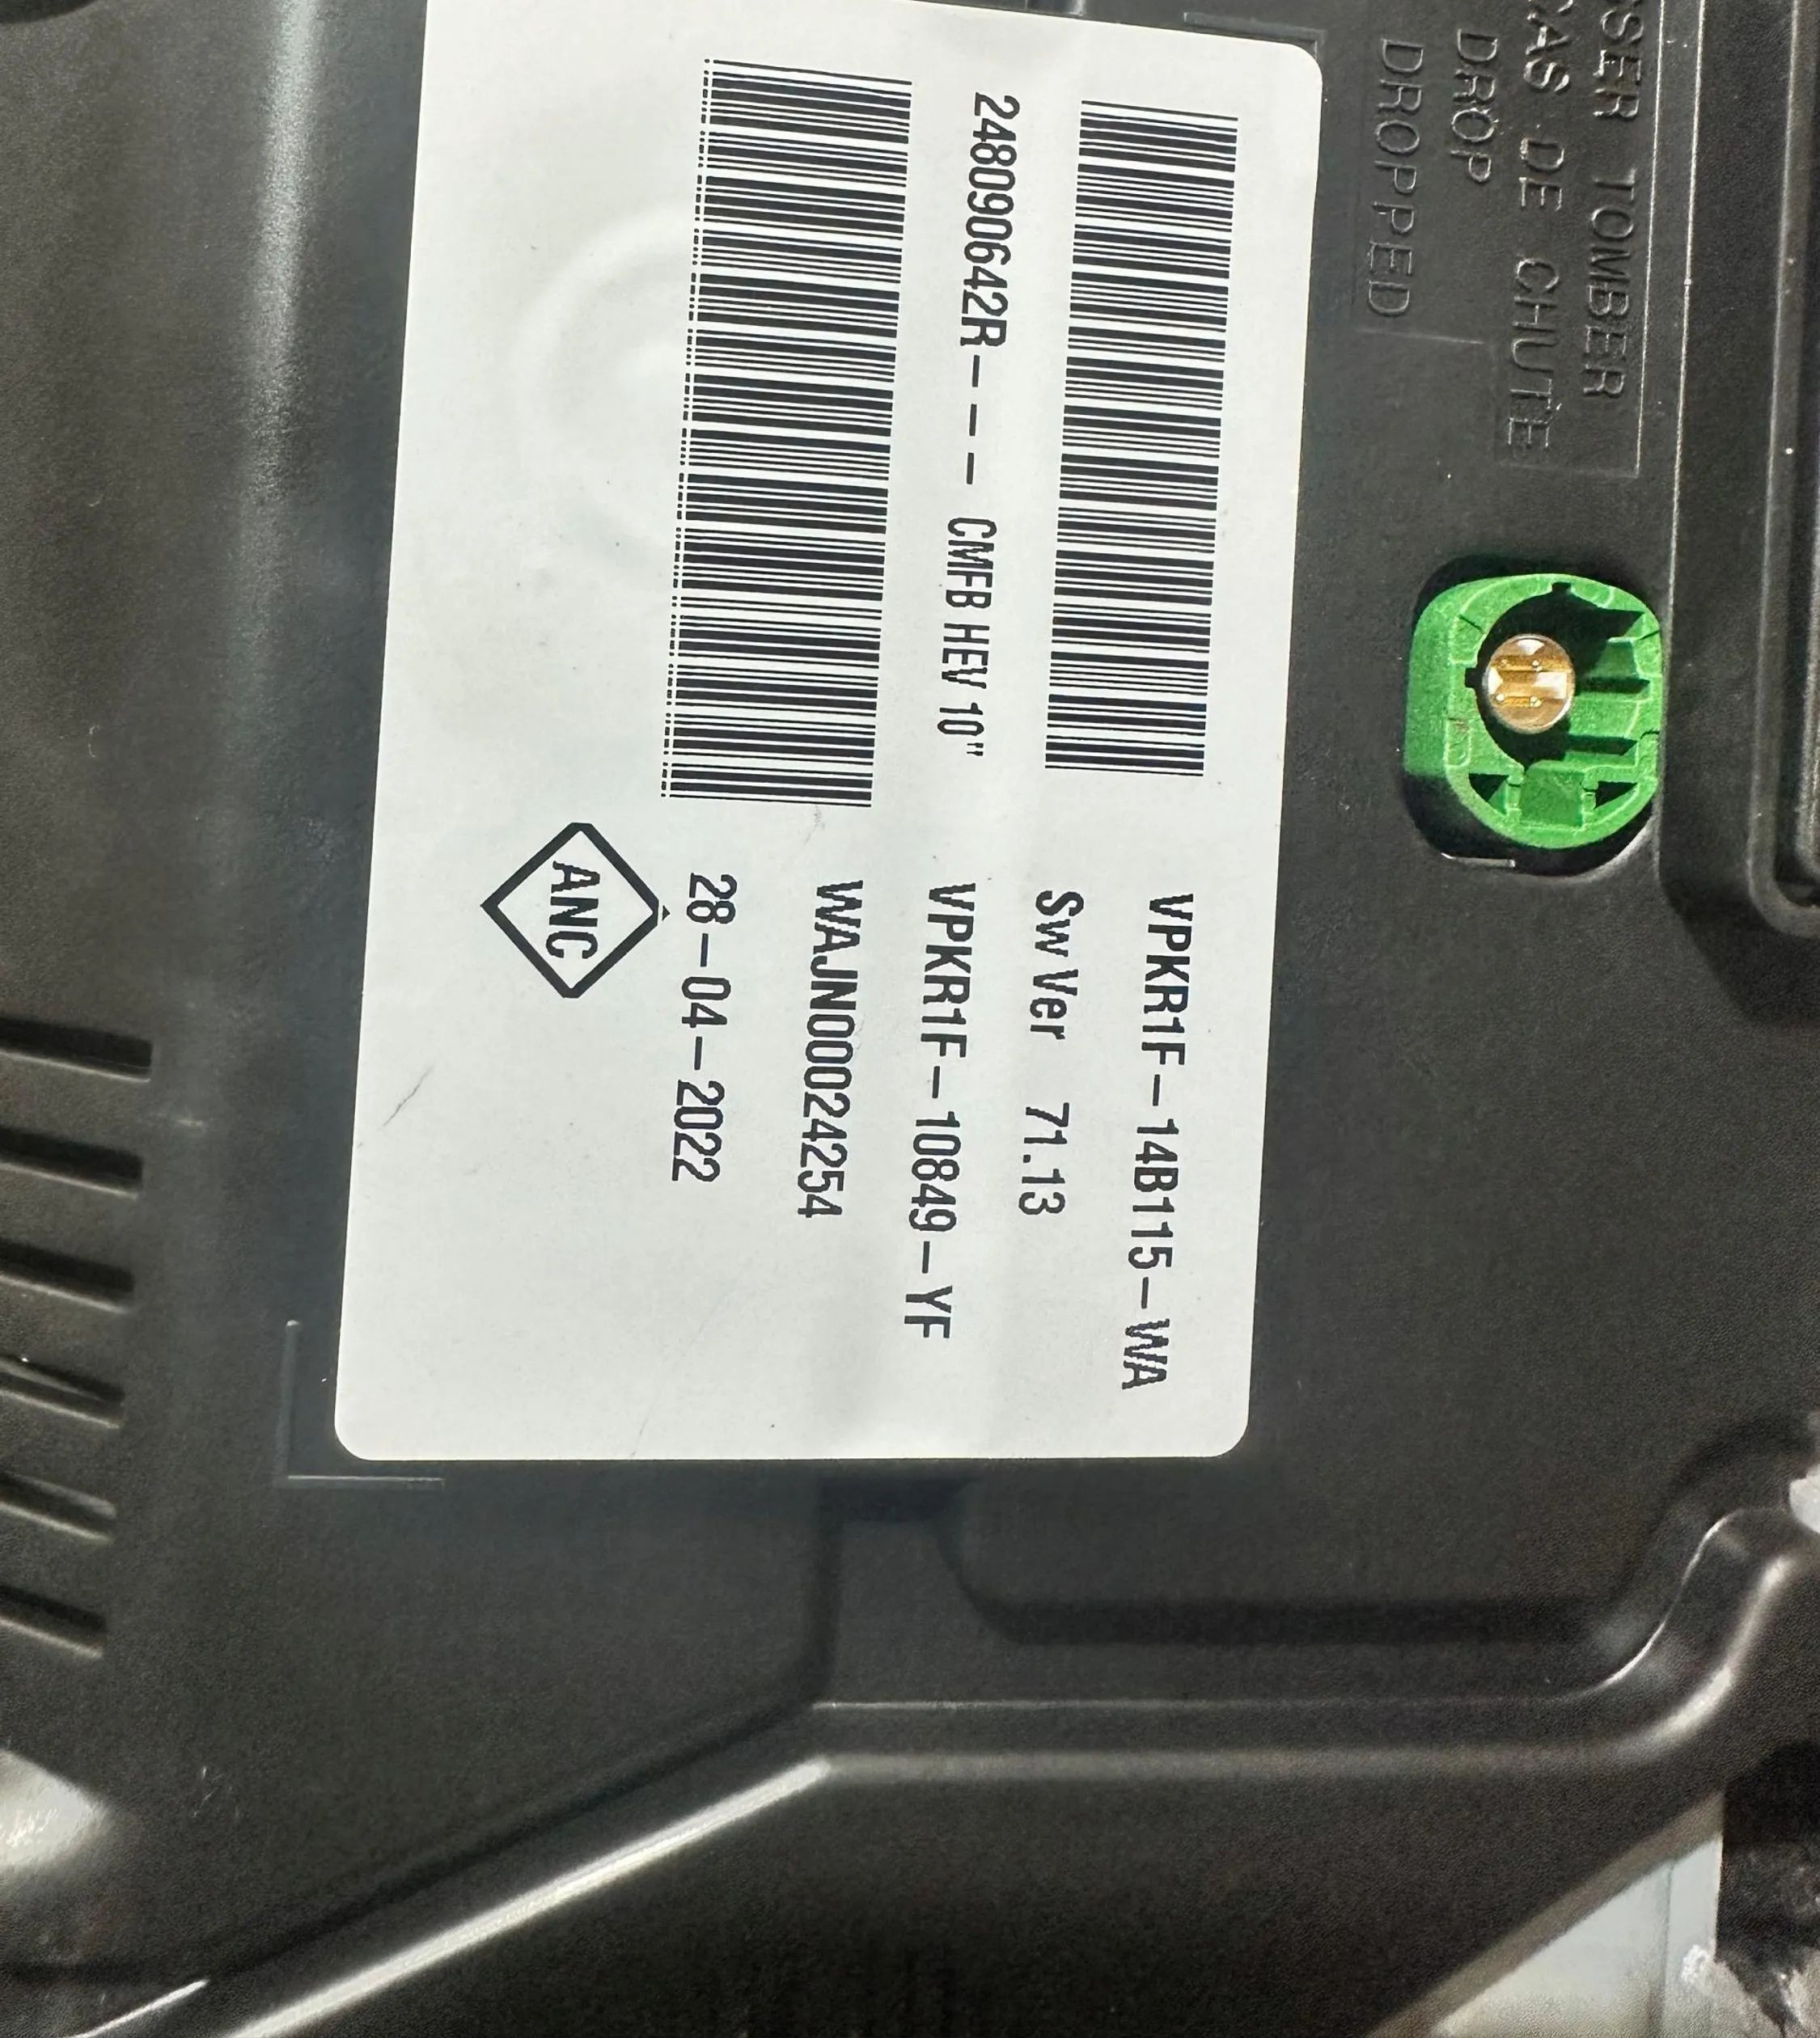 SER TOMBER
CAS DE CHUTE
DROP
DROPPED
VPKR1F-14B115-WA
248090642R--- CMFB HEV 10"
Sw Ver 71.13
VPKR1F-10849-YF
WAJN00024254
28-04-2022
ANC